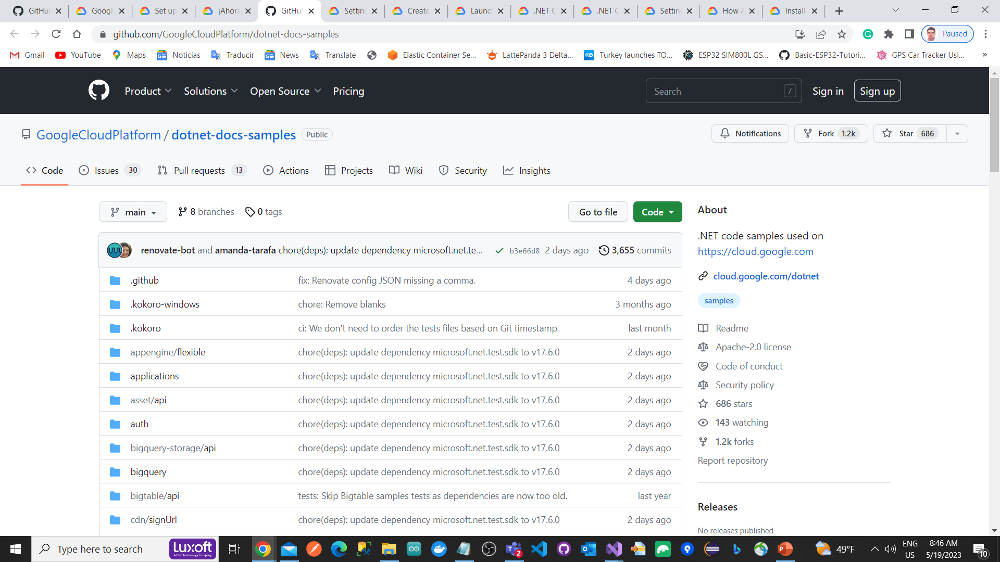 GitHub
Google
Set up
¡Ahora
GitHub
Setting
Create
Launch
.NET C
.NET C
Setting
How A
Install
github.com/GoogleCloudPlatform/dotnet-docs-samples
Paused
Gmail YouTube Maps Noticias Traducir News Translate Elastic Container Se... LattePanda 3 Delta... Turkey launches TO... ESP32 SIM800L GS... Basic-ESP32-Tutori... GPS Car Tracker Usi... »
Product Solutions Open Source Pricing Search / Sign in Sign up
GoogleCloudPlatform / dotnet-docs-samples Public Notifications Fork 1.2k Star 686
Code Issues 30 Pull requests 13 Actions Projects Wiki Security Insights
main 8 branches 0 tags Go to file Code
renovate-bot and amanda-tarafa chore(deps): update dependency microsoft.net.te... b3e66d8 2 days ago 3,655 commits
.github fix: Renovate config JSON missing a comma. 4 days ago
.kokoro-windows chore: Remove blanks 3 months ago
.kokoro ci: We don't need to order the tests files based on Git timestamp. last month
appengine/flexible chore(deps): update dependency microsoft.net.test.sdk to v17.6.0 2 days ago
applications chore(deps): update dependency microsoft.net.test.sdk to v17.6.0 2 days ago
asset/api chore(deps): update dependency microsoft.net.test.sdk to v17.6.0 2 days ago
auth chore(deps): update dependency microsoft.net.test.sdk to v17.6.0 2 days ago
bigquery-storage/api chore(deps): update dependency microsoft.net.test.sdk to v17.6.0 2 days ago
bigquery chore(deps): update dependency microsoft.net.test.sdk to v17.6.0 2 days ago
bigtable/api tests: Skip Bigtable samples tests as dependencies are now too old. last year
cdn/signUrl chore(deps): update dependency microsoft.net.test.sdk to v17.6.0 2 days ago
About
.NET code samples used on
https://cloud.google.com
cloud.google.com/dotnet
samples
Readme
Apache-2.0 license
Code of conduct
Security policy
686 stars
143 watching
1.2k forks
Report repository
Releases
No releases published
Type here to search
luxoft
A DXC Technology Company
2
49°F
ENG
US
8:46 AM
5/19/2023
10